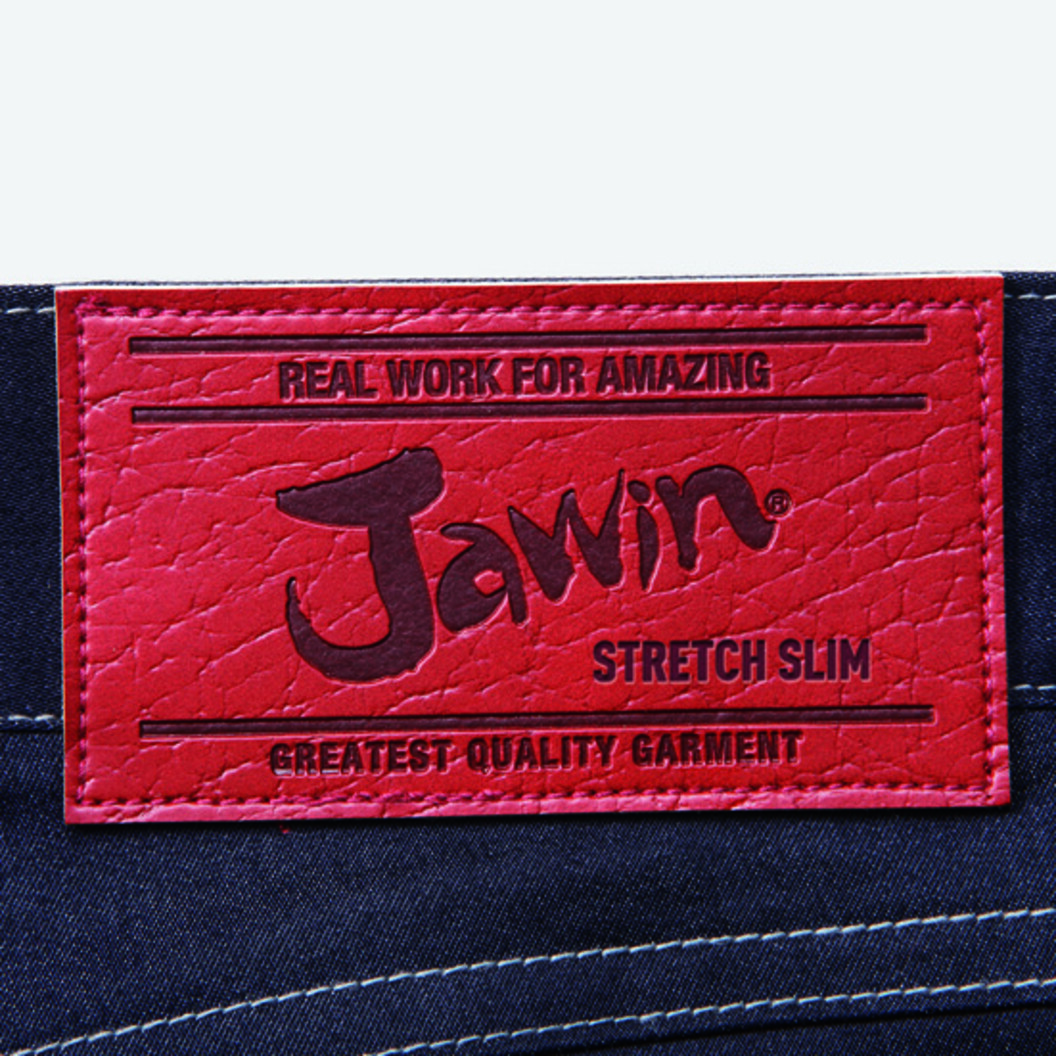 REAL WORK FOR AMAZING
Jawin®
STRETCH SLIM
GREATEST QUALITY GARMENT